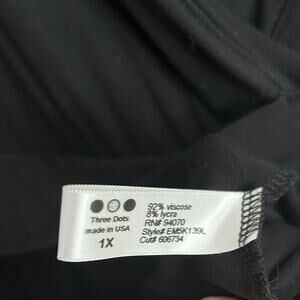 Three Dots
made in USA
1X
92% viscose
8% lycra
RN# 94070
Style# EM5K139L
Cut# 606734